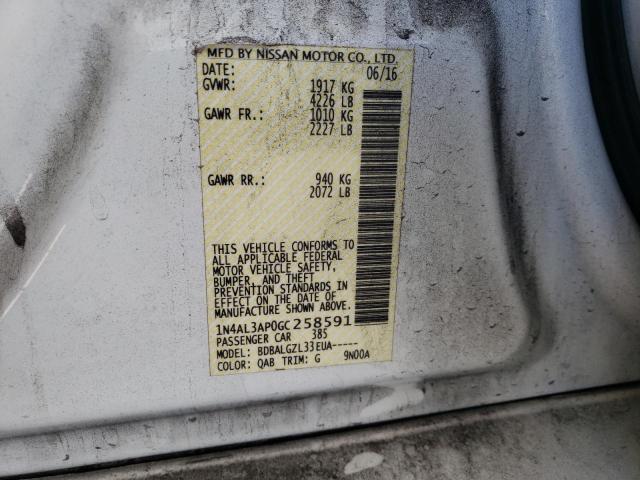 MFD BY NISSAN MOTOR CO., LTD.
DATE: 06/16
GVWR: 1917 KG
4226 LB
GAWR FR.: 1010 KG
2227 LB
GAWR RR.: 940 KG
2072 LB
THIS VEHICLE CONFORMS TO
ALL APPLICABLE FEDERAL
MOTOR VEHICLE SAFETY,
BUMPER, AND THEFT
PREVENTION STANDARDS IN
EFFECT ON THE DATE OF
MANUFACTURE SHOWN ABOVE.
1N4AL3AP0GC258591
PASSENGER CAR 385
MODEL: BDBALGZL33EUA-----
COLOR: QAB TRIM: G 9N00A